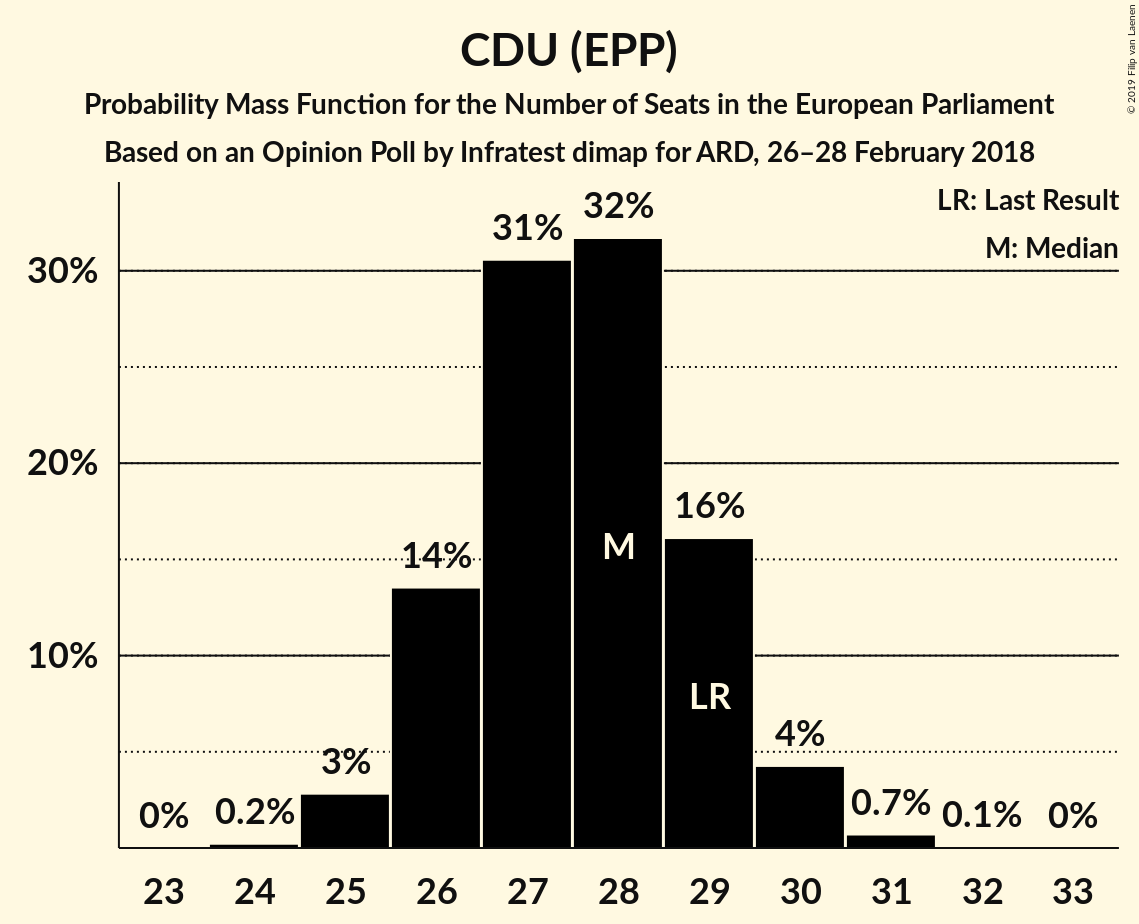 © 2019 Filip van Laenen
CDU (EPP)
Probability Mass Function for the Number of Seats in the European Parliament
Based on an Opinion Poll by Infratest dimap for ARD, 26–28 February 2018
LR: Last Result
M: Median
30%
20%
10%
0%
0.2%
3%
14%
31%
32%
16%
4%
0.7%
0.1%
0%
M
LR
23 24 25 26 27 28 29 30 31 32 33